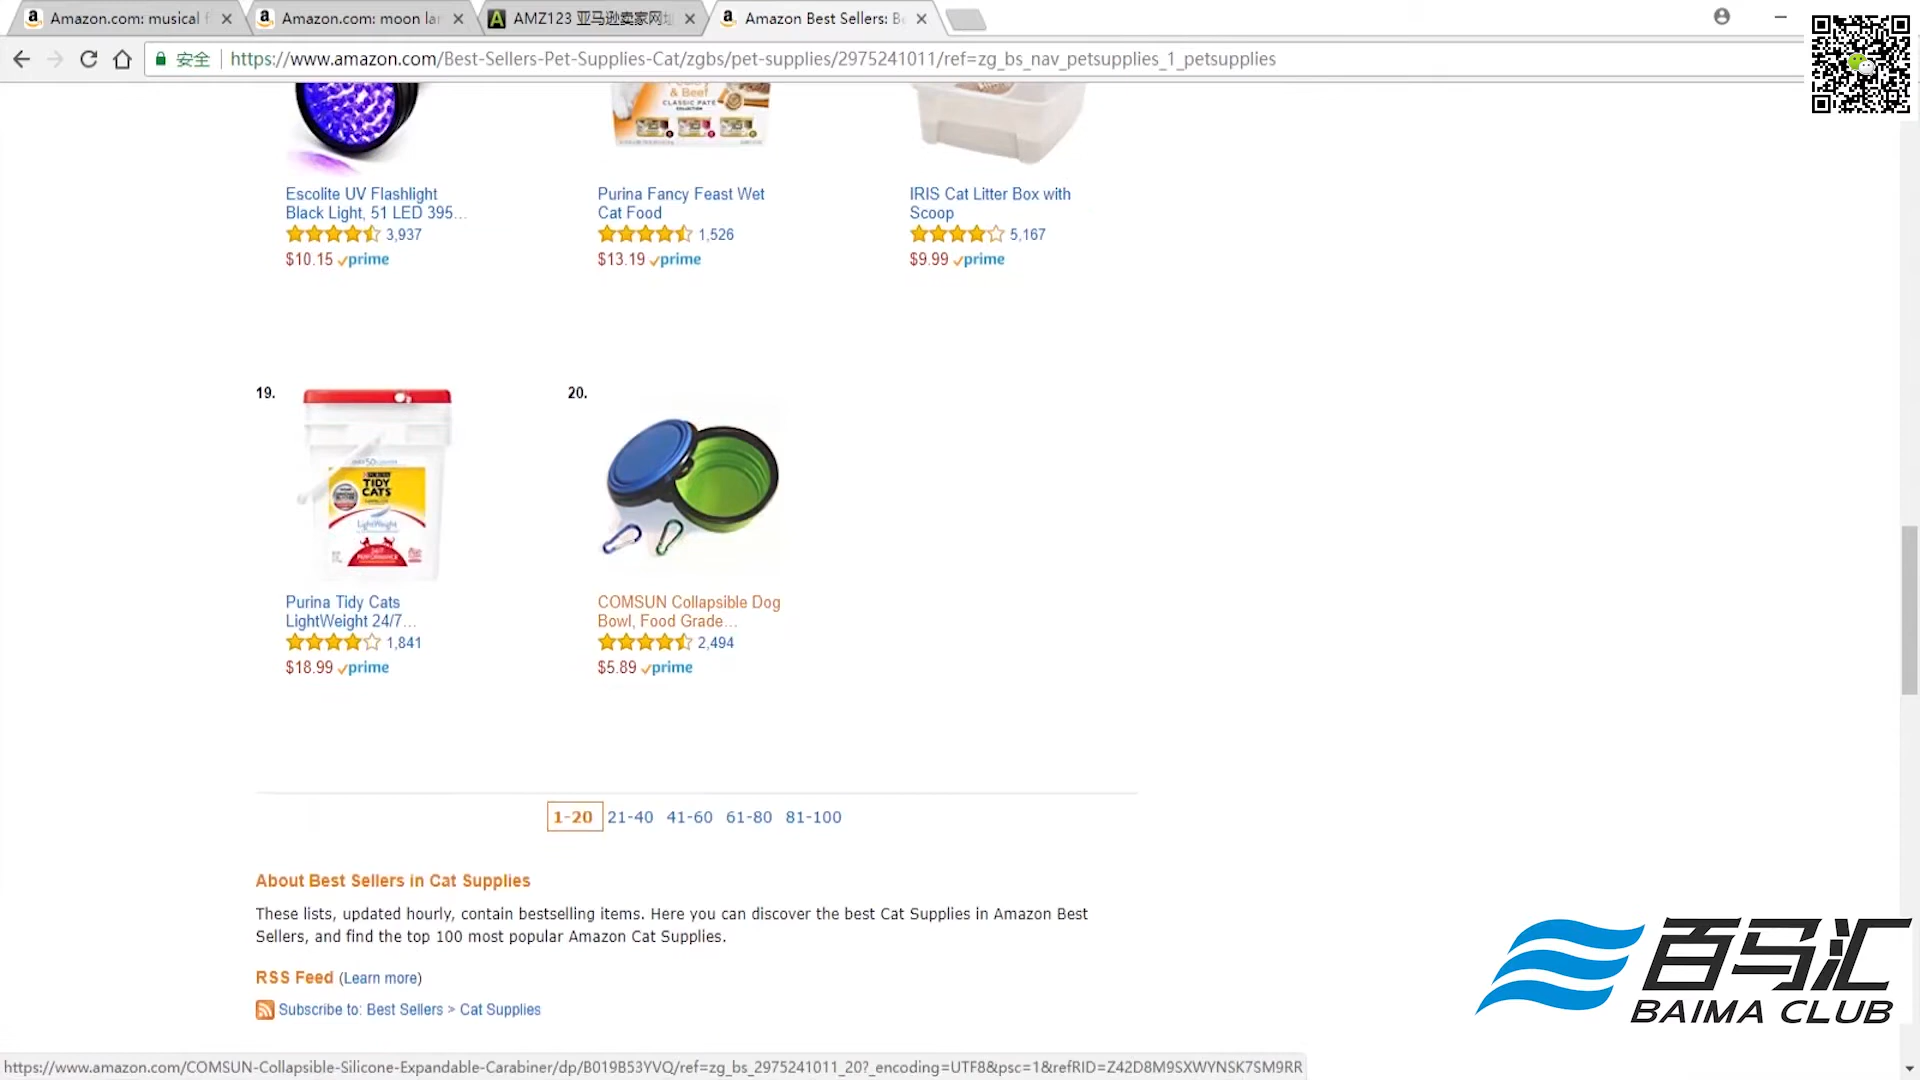 Amazon.com: musical f
Amazon.com: moon la
AMZ123 亚马逊卖家网
Amazon Best Sellers: B
安全
https://www.amazon.com/Best-Sellers-Pet-Supplies-Cat/zgbs/pet-supplies/2975241011/ref=zg_bs_nav_petsupplies_1_petsupplies
& Beef
CLASSIC PATE
COLLECTION
Escolite UV Flashlight
Black Light, 51 LED 395...
3,937
$10.15 prime
Purina Fancy Feast Wet
Cat Food
1,526
$13.19 prime
IRIS Cat Litter Box with
Scoop
5,167
$9.99 prime
19.
TIDY
CATS
LightWeight
Purina Tidy Cats
LightWeight 24/7...
1,841
$18.99 prime
20.
COMSUN Collapsible Dog
Bowl, Food Grade...
2,494
$5.89 prime
1-20 21-40 41-60 61-80 81-100
About Best Sellers in Cat Supplies
These lists, updated hourly, contain bestselling items. Here you can discover the best Cat Supplies in Amazon Best
Sellers, and find the top 100 most popular Amazon Cat Supplies.
RSS Feed (Learn more)
Subscribe to: Best Sellers > Cat Supplies
百马汇
BAIMA CLUB
https://www.amazon.com/COMSUN-Collapsible-Silicone-Expandable-Carabiner/dp/B019B53YVQ/ref=zg_bs_2975241011_20?_encoding=UTF8&psc=1&refRID=Z42D8M9SXWYNSK7SM9RR